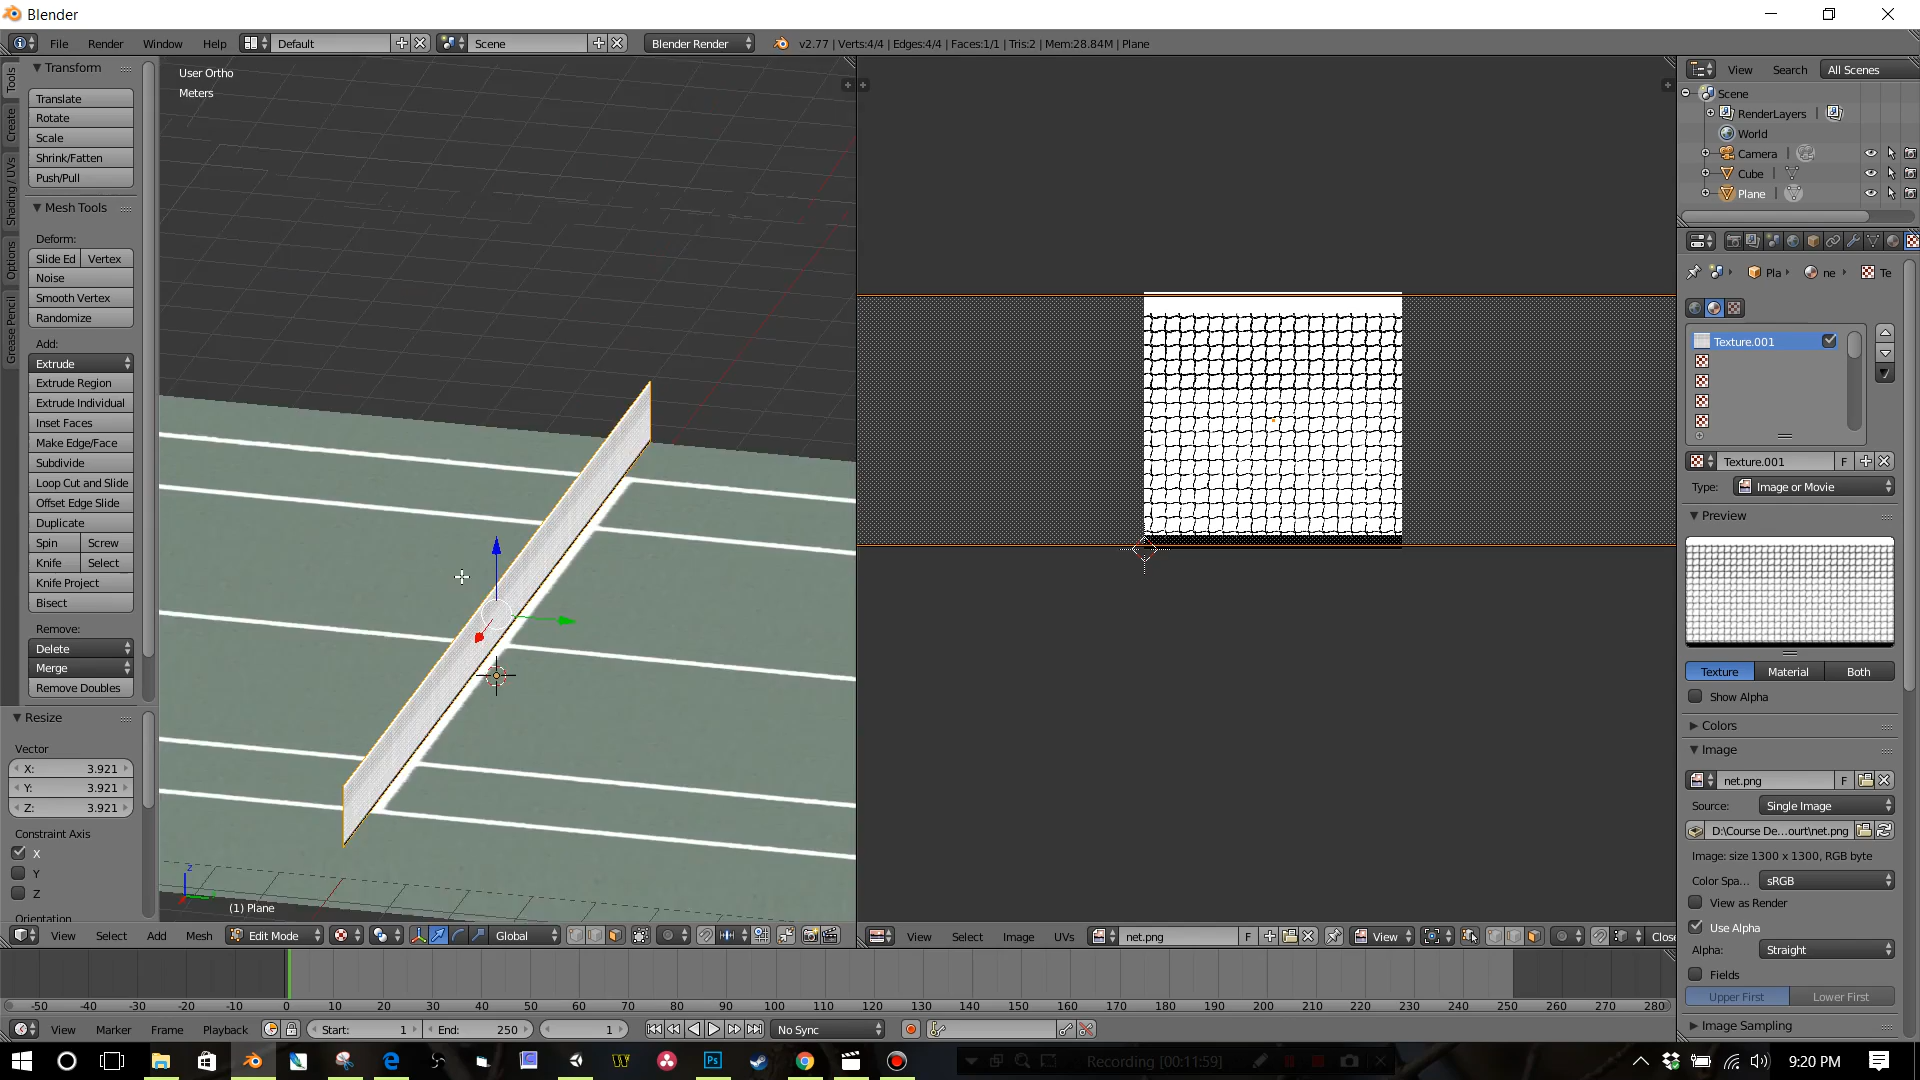 Blender
File Render Window Help Default Scene Blender Render v2.77 | Verts:4/4 | Edges:4/4 | Faces:1/1 | Tris:2 | Mem:28.84M | Plane
Tools
Create
Shading / UVs
Options
Grease Pencil
Transform
Translate
Rotate
Scale
Shrink/Fatten
Push/Pull
Mesh Tools
Deform:
Slide Ed Vertex
Noise
Smooth Vertex
Randomize
Add:
Extrude
Extrude Region
Extrude Individual
Inset Faces
Make Edge/Face
Subdivide
Loop Cut and Slide
Offset Edge Slide
Duplicate
Spin Screw
Knife Select
Knife Project
Bisect
Remove:
Delete
Merge
Remove Doubles
Resize
Vector
X: 3.921
Y: 3.921
Z: 3.921
Constraint Axis
X
Y
Z
Orientation
User Ortho
Meters
z
(1) Plane
View Select Add Mesh Edit Mode Global
View Select Image UVs net.png F View Close
View Search All Scenes
Scene
RenderLayers |
World
Camera |
Cube |
Plane |
Pla ne Te
Texture.001
Texture.001 F
Type: Image or Movie
Preview
Texture Material Both
Show Alpha
Colors
Image
net.png F
Source: Single Image
D:\Course De...ourt\net.png
Image: size 1300 x 1300, RGB byte
Color Spa... sRGB
View as Render
Use Alpha
Alpha: Straight
Fields
Upper First Lower First
Image Sampling
-50 -40 -30 -20 -10 0 10 20 30 40 50 60 70 80 90 100 110 120 130 140 150 160 170 180 190 200 210 220 230 240 250 260 270 280
View Marker Frame Playback Start: 1 End: 250 1 No Sync
Recording [00:11:59]
9:20 PM